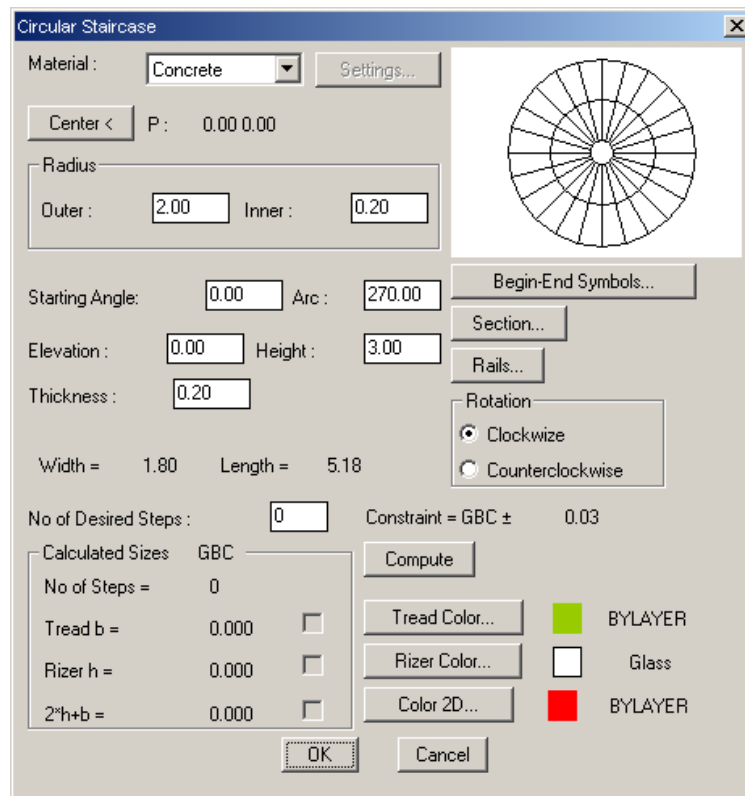 Circular Staircase
Material : Concrete Settings...
Center < P : 0.00 0.00
Radius
Outer : 2.00 Inner : 0.20
Starting Angle: 0.00 Arc : 270.00
Begin-End Symbols...
Section...
Elevation : 0.00 Height : 3.00
Rails...
Thickness : 0.20
Rotation
Clockwize
Counterclockwise
Width = 1.80 Length = 5.18
No of Desired Steps : 0 Constraint = GBC ± 0.03
Calculated Sizes GBC
Compute
No of Steps = 0
Tread b = 0.000
Tread Color... BYLAYER
Rizer h = 0.000
Rizer Color... Glass
2*h+b = 0.000
Color 2D... BYLAYER
OK Cancel